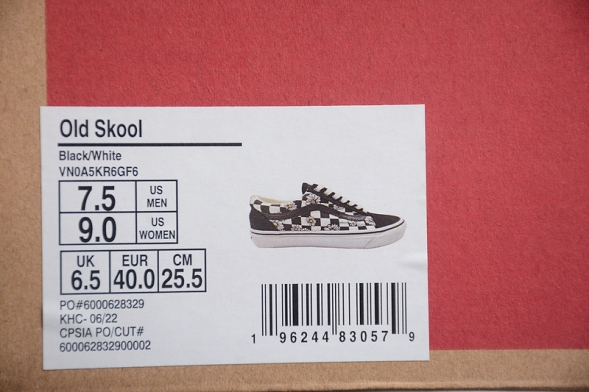 Old Skool
Black/White
VN0A5KR6GF6
7.5 US MEN
9.0 US WOMEN
UK EUR CM
6.5 40.0 25.5
PO#6000628329
KHC- 06/22
CPSIA PO/CUT#
600062832900002
1 96244 83057 9